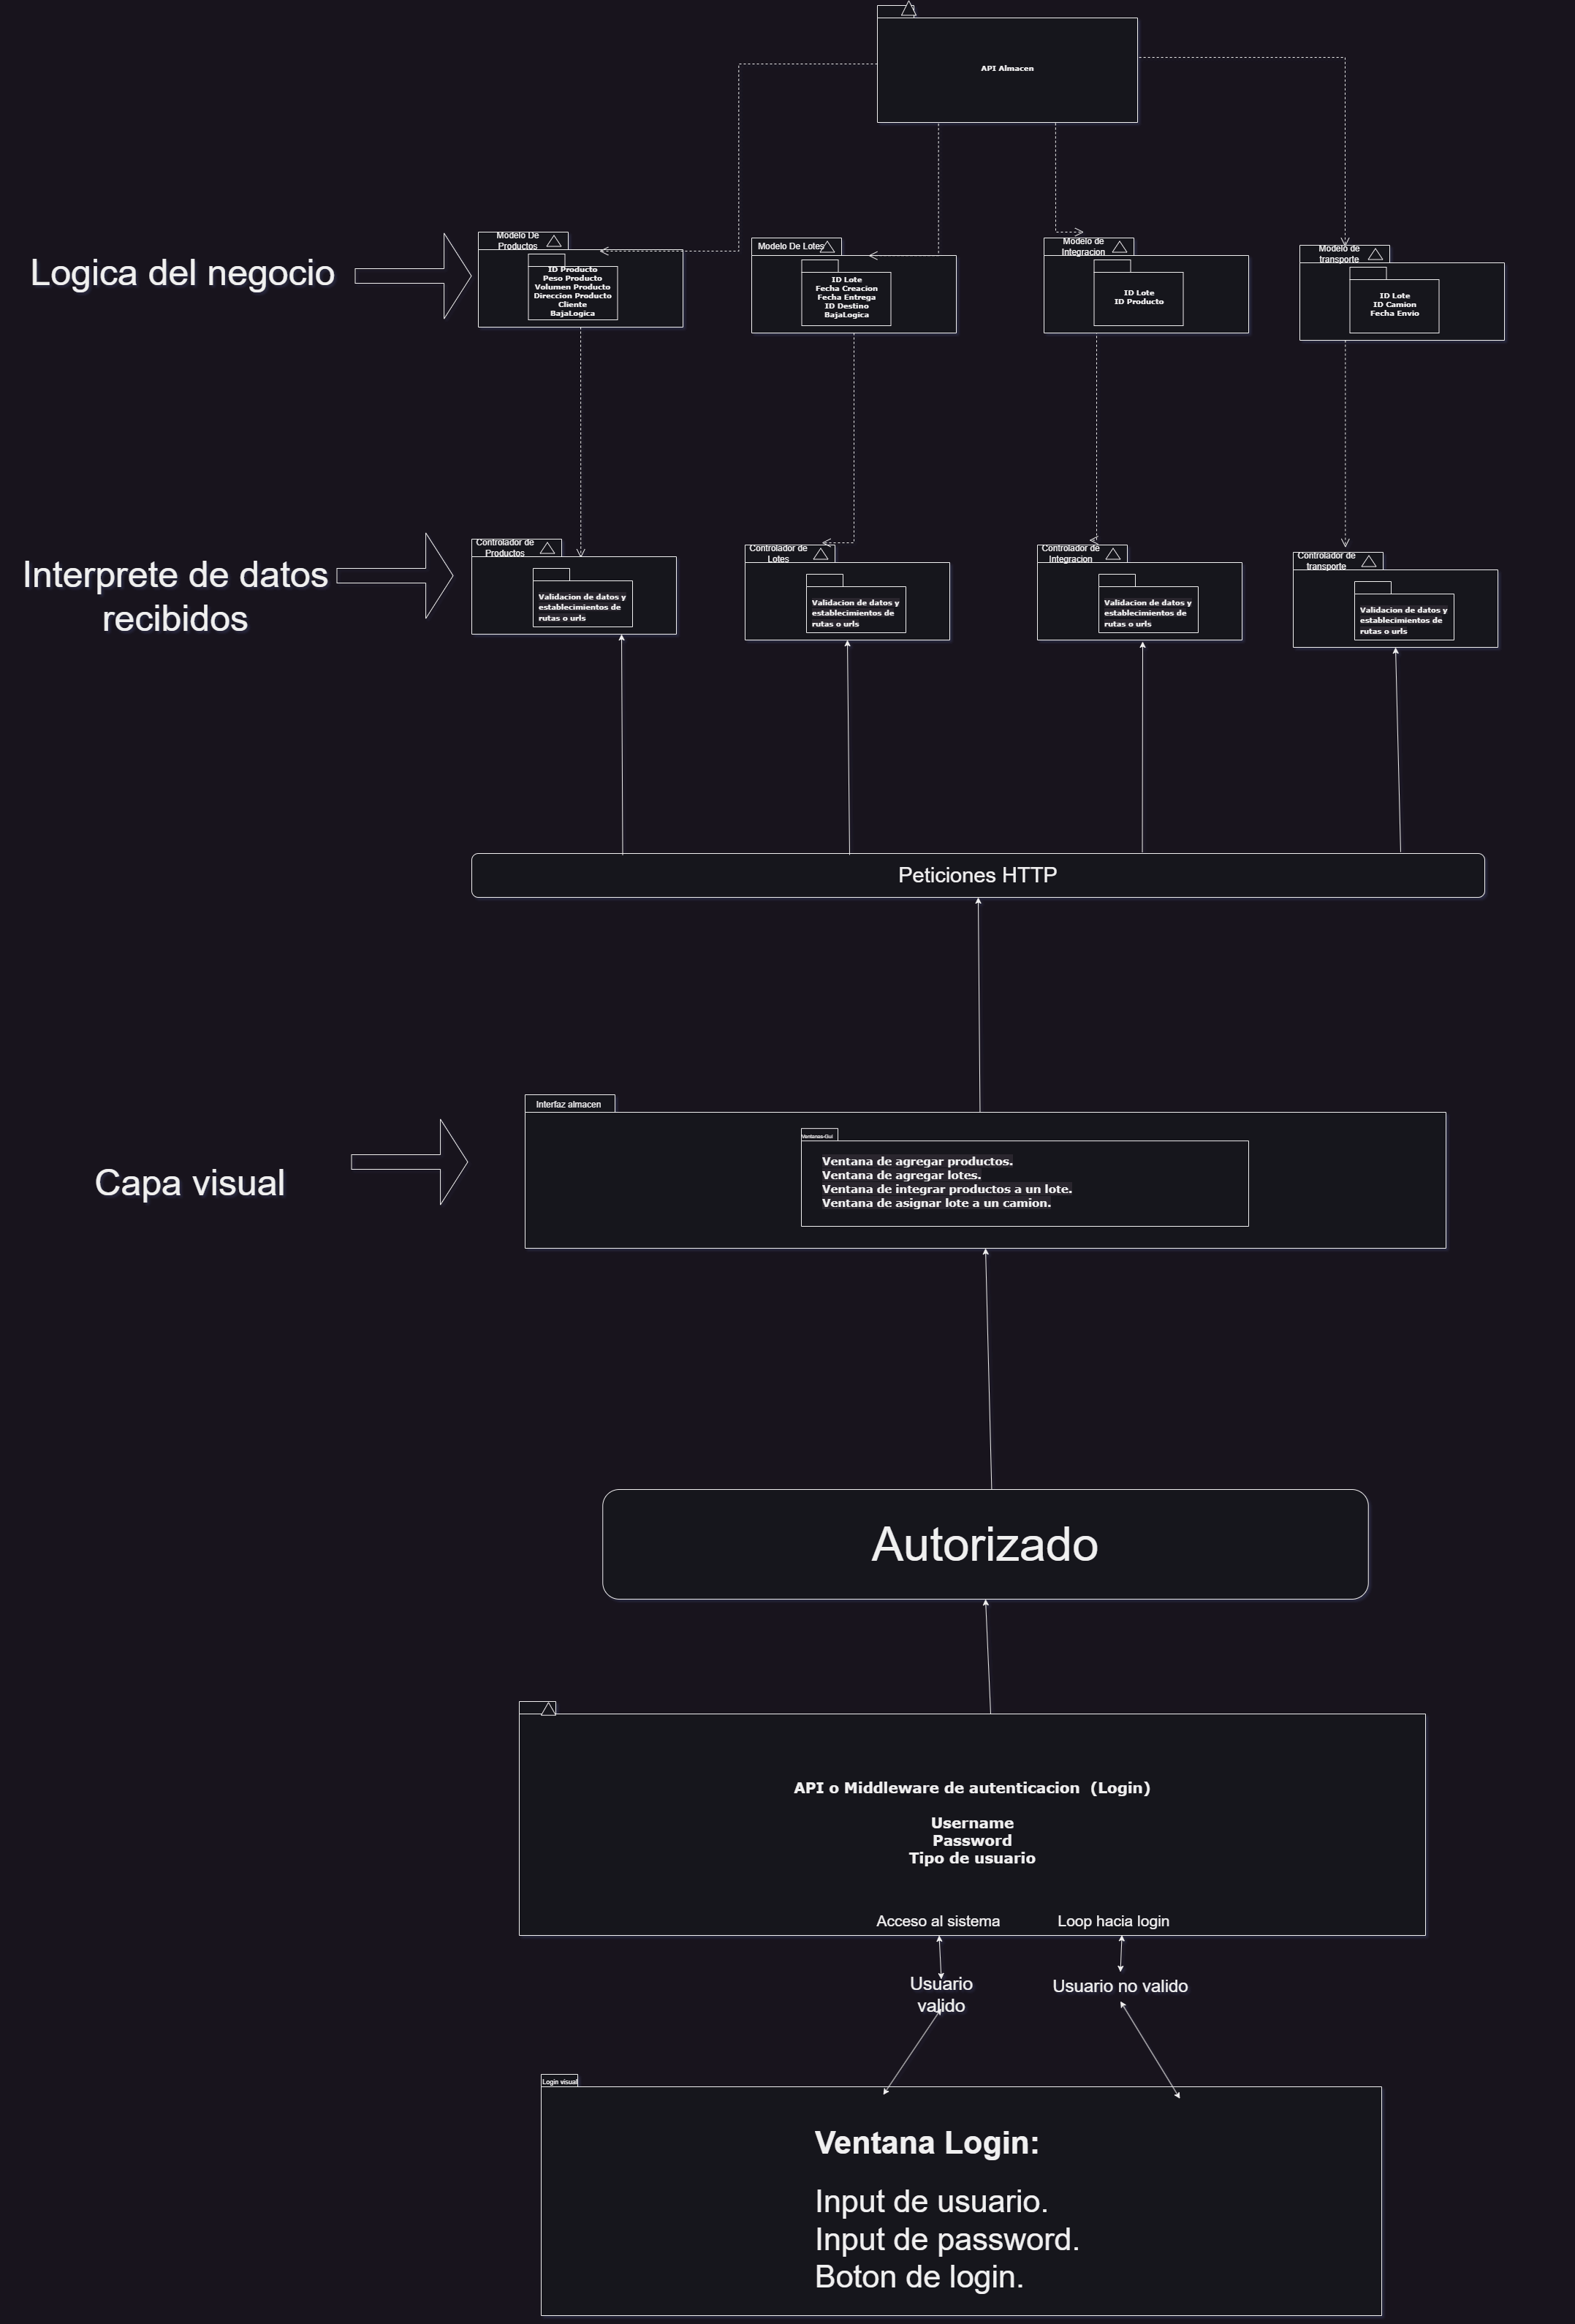 API Almacen
Logica del negocio
Modelo De
Productos
ID Producto
Peso Producto
Volumen Producto
Direccion Producto
Cliente
BajaLogica
Modelo De Lotes
ID Lote
Fecha Creacion
Fecha Entrega
ID Destino
BajaLogica
Modelo de
Integracion
ID Lote
ID Producto
Modelo de
transporte
ID Lote
ID Camion
Fecha Envio
Interprete de datos
recibidos
Controlador de
Productos
Validacion de datos y
establecimientos de
rutas o urls
Controlador de
Lotes
Validacion de datos y
establecimientos de
rutas o urls
Controlador de
Integracion
Validacion de datos y
establecimientos de
rutas o urls
Controlador de
transporte
Validacion de datos y
establecimientos de
rutas o urls
Peticiones HTTP
Capa visual
Interfaz almacen
Ventanas-Gui
Ventana de agregar productos.
Ventana de agregar lotes.
Ventana de integrar productos a un lote.
Ventana de asignar lote a un camion.
Autorizado
API o Middleware de autenticacion (Login)
Username
Password
Tipo de usuario
Acceso al sistema
Loop hacia login
Usuario
valido
Usuario no valido
Login visual
Ventana Login:
Input de usuario.
Input de password.
Boton de login.